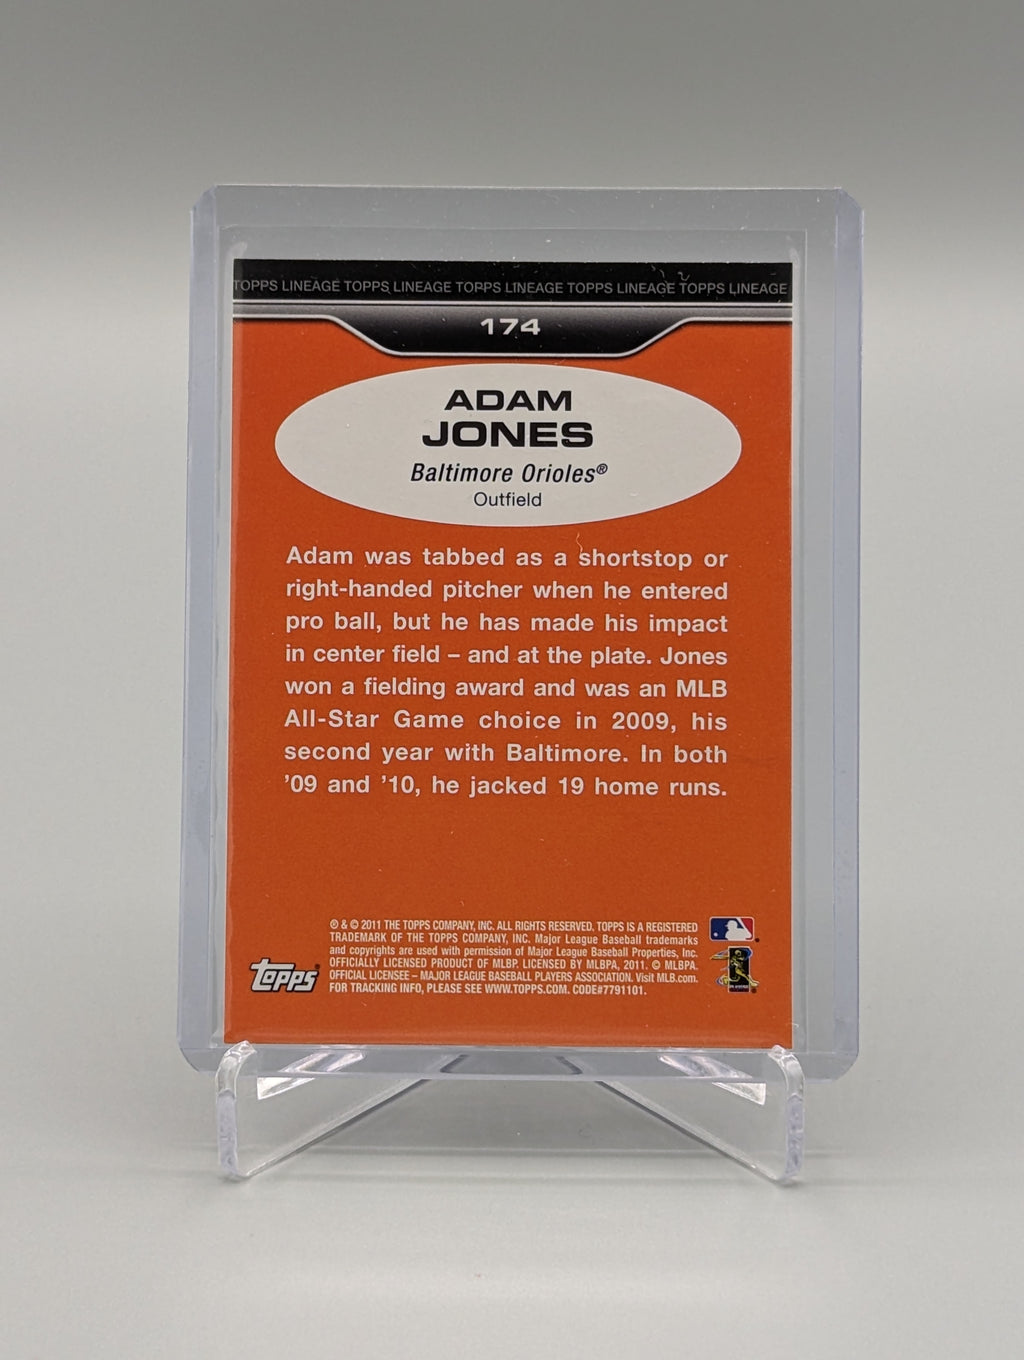 TOPPS LINEAGE TOPPS LINEAGE TOPPS LINEAGE TOPPS LINEAGE TOPPS LINEAGE
174
ADAM
JONES
Baltimore Orioles®
Outfield
Adam was tabbed as a shortstop or
right-handed pitcher when he entered
pro ball, but he has made his impact
in center field – and at the plate. Jones
won a fielding award and was an MLB
All-Star Game choice in 2009, his
second year with Baltimore. In both
’09 and ’10, he jacked 19 home runs.
® & © 2011 THE TOPPS COMPANY, INC. ALL RIGHTS RESERVED. TOPPS IS A REGISTERED
TRADEMARK OF THE TOPPS COMPANY, INC. Major League Baseball trademarks
and copyrights are used with permission of Major League Baseball Properties, Inc.
OFFICIALLY LICENSED PRODUCT OF MLBP. LICENSED BY MLBPA, 2011. © MLBPA.
OFFICIAL LICENSEE – MAJOR LEAGUE BASEBALL PLAYERS ASSOCIATION. Visit MLB.com.
FOR TRACKING INFO, PLEASE SEE WWW.TOPPS.COM. CODE#7791101.
Topps®